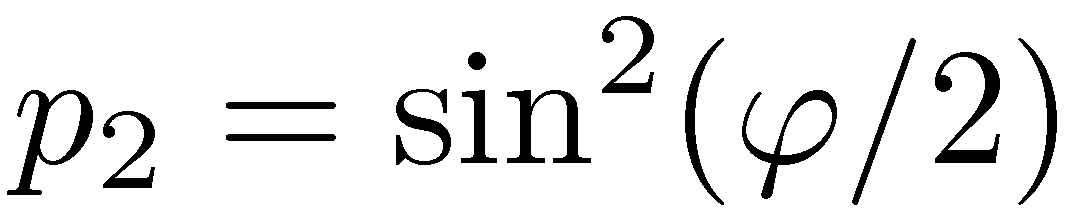 p₂ = sin²(φ/2)